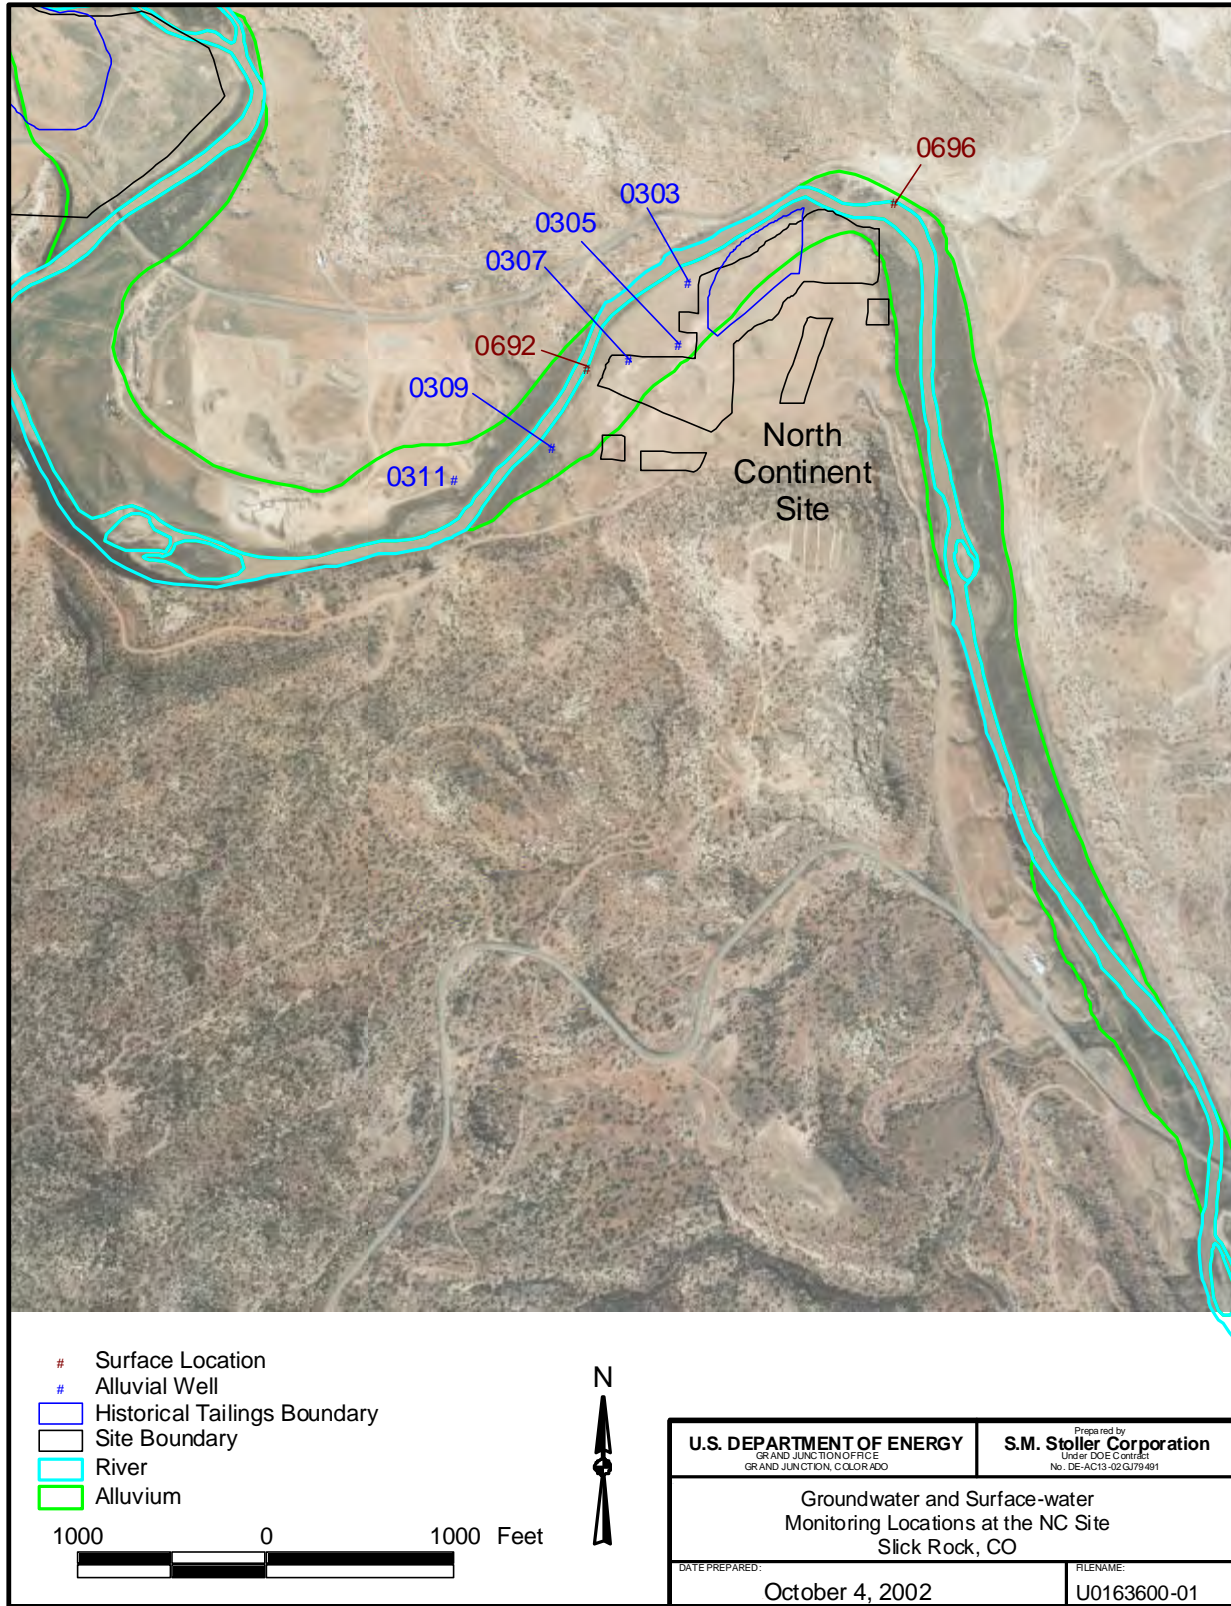 0696
0303
0305
0307
0692
0309
0311#
North
Continent
Site
# Surface Location
# Alluvial Well
Historical Tailings Boundary
Site Boundary
River
Alluvium
1000 0 1000 Feet
N
U.S. DEPARTMENT OF ENERGY
GRAND JUNCTION OFFICE
GRAND JUNCTION, COLORADO
Prepared by
S.M. Stoller Corporation
Under DOE Contract
No. DE-AC13-02GJ79491
Groundwater and Surface-water
Monitoring Locations at the NC Site
Slick Rock, CO
DATE PREPARED:
October 4, 2002
FILENAME:
U0163600-01